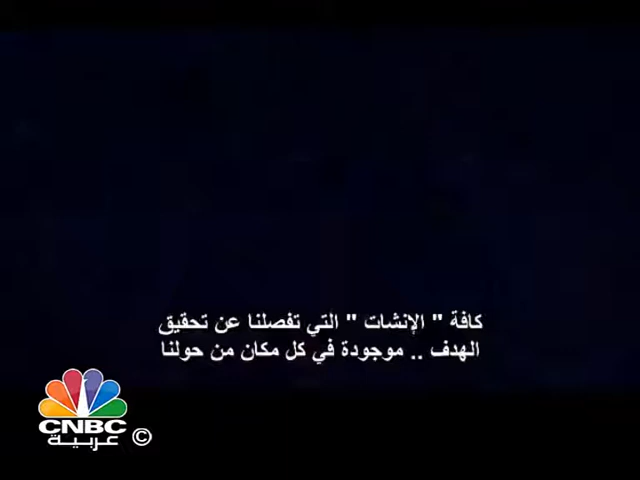 كافة " الإنشات " التي تفصلنا عن تحقيق
الهدف .. موجودة في كل مكان من حولنا
CNBC
عربية ©